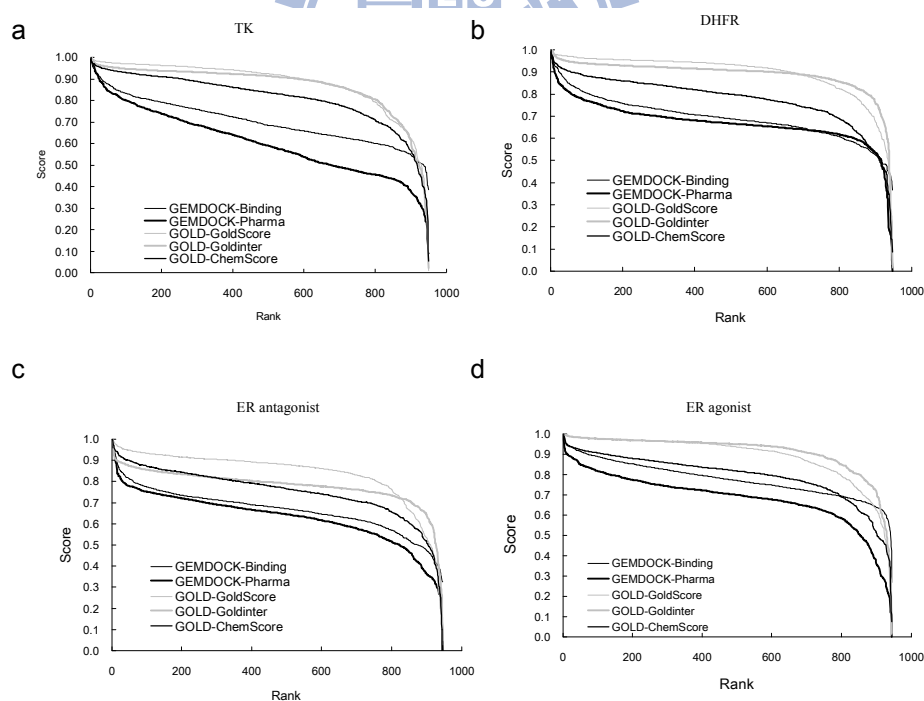 a
TK
1.00
0.90
0.80
0.70
0.60
0.50
0.40
0.30
0.20
0.10
0.00
Score
GEMDOCK-Binding
GEMDOCK-Pharma
GOLD-GoldScore
GOLD-Goldinter
GOLD-ChemScore
0 200 400 600 800 1000
Rank
b
DHFR
1.0
0.9
0.8
0.7
0.6
0.5
0.4
0.3
0.2
0.1
0.0
Score
GEMDOCK-Binding
GEMDOCK-Pharma
GOLD-GoldScore
GOLD-Goldinter
GOLD-ChemScore
0 200 400 600 800 1000
Rank
c
ER antagonist
1.0
0.9
0.8
0.7
0.6
0.5
0.4
0.3
0.2
0.1
0.0
Score
GEMDOCK-Binding
GEMDOCK-Pharma
GOLD-GoldScore
GOLD-Goldinter
GOLD-ChemScore
0 200 400 600 800 1000
Rank
d
ER agonist
1.0
0.9
0.8
0.7
0.6
0.5
0.4
0.3
0.2
0.1
0.0
Score
GEMDOCK-Binding
GEMDOCK-Pharma
GOLD-GoldScore
GOLD-Goldinter
GOLD-ChemScore
0 200 400 600 800 1000
Rank